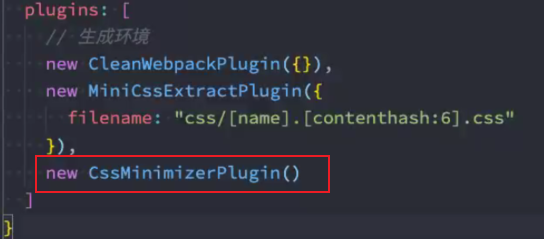 plugins: [
// 生成环境
new CleanWebpackPlugin({}),
new MiniCssExtractPlugin({
filename: "css/[name].[contenthash:6].css"
}),
new CssMinimizerPlugin()
]
}